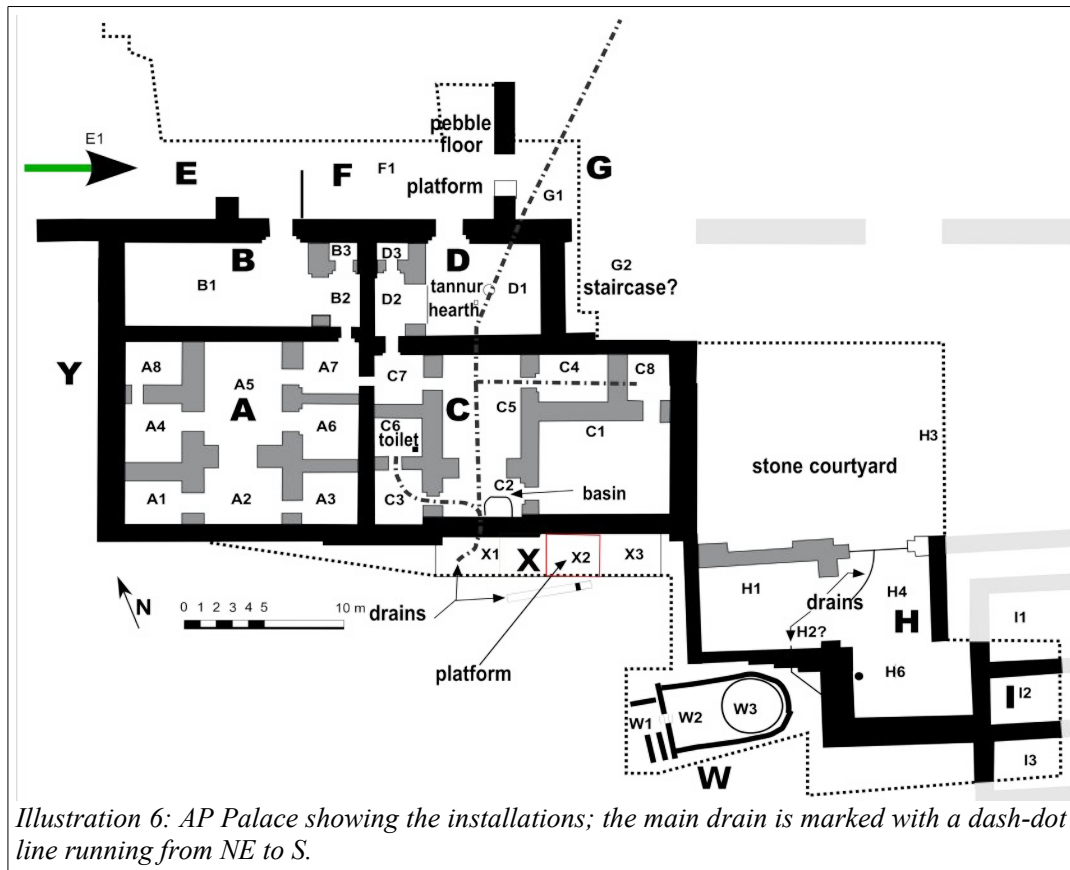 pebble
floor
E1
E
F
F1
platform
G
G1
B
B3
D3
D
G2
staircase?
B1
tannur
D1
B2
D2
hearth
Y
A8
A7
C7
C4
C8
A5
A
C
C5
H3
A4
A6
C6
toilet
C1
stone courtyard
C2
basin
A1
A2
A3
C3
X1
X
X2
X3
N
0 1 2 3 4 5 10 m
drains
H1
drains
H4
H
I1
H2?
platform
H6
I
I2
W1
W2
W3
W
I3
Illustration 6: AP Palace showing the installations; the main drain is marked with a dash-dot
line running from NE to S.